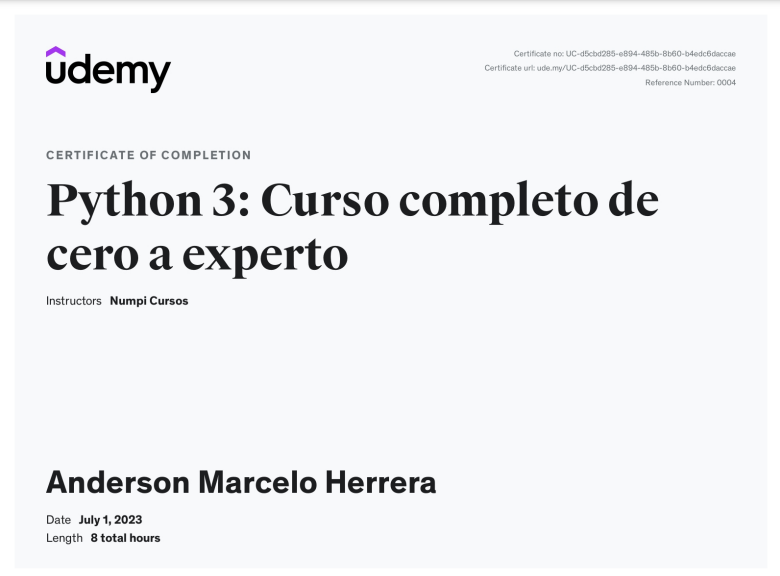 udemy
Certificate no: UC-d5cbd285-e894-485b-8b60-b4edc6daccae
Certificate url: ude.my/UC-d5cbd285-e894-485b-8b60-b4edc6daccae
Reference Number: 0004
CERTIFICATE OF COMPLETION
Python 3: Curso completo de
cero a experto
Instructors Numpi Cursos
Anderson Marcelo Herrera
Date July 1, 2023
Length 8 total hours